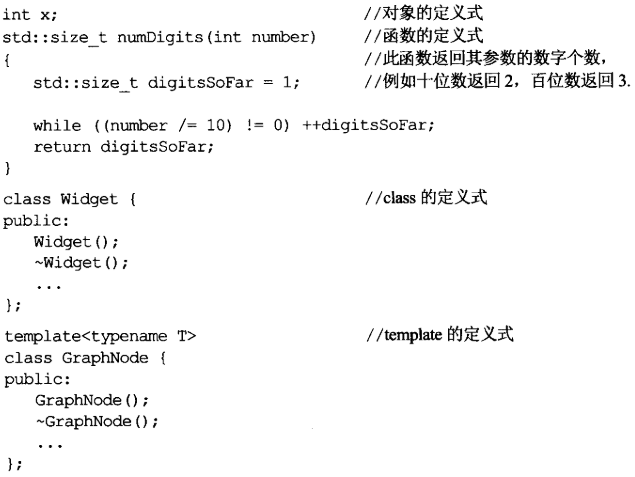 int x; //对象的定义式
std::size_t numDigits(int number) //函数的定义式
{ //此函数返回其参数的数字个数，
std::size_t digitsSoFar = 1; //例如十位数返回2，百位数返回3.
while ((number /= 10) != 0) ++digitsSoFar;
return digitsSoFar;
}
class Widget { //class 的定义式
public:
Widget();
~Widget();
...
};
template<typename T> //template 的定义式
class GraphNode {
public:
GraphNode();
~GraphNode();
...
};